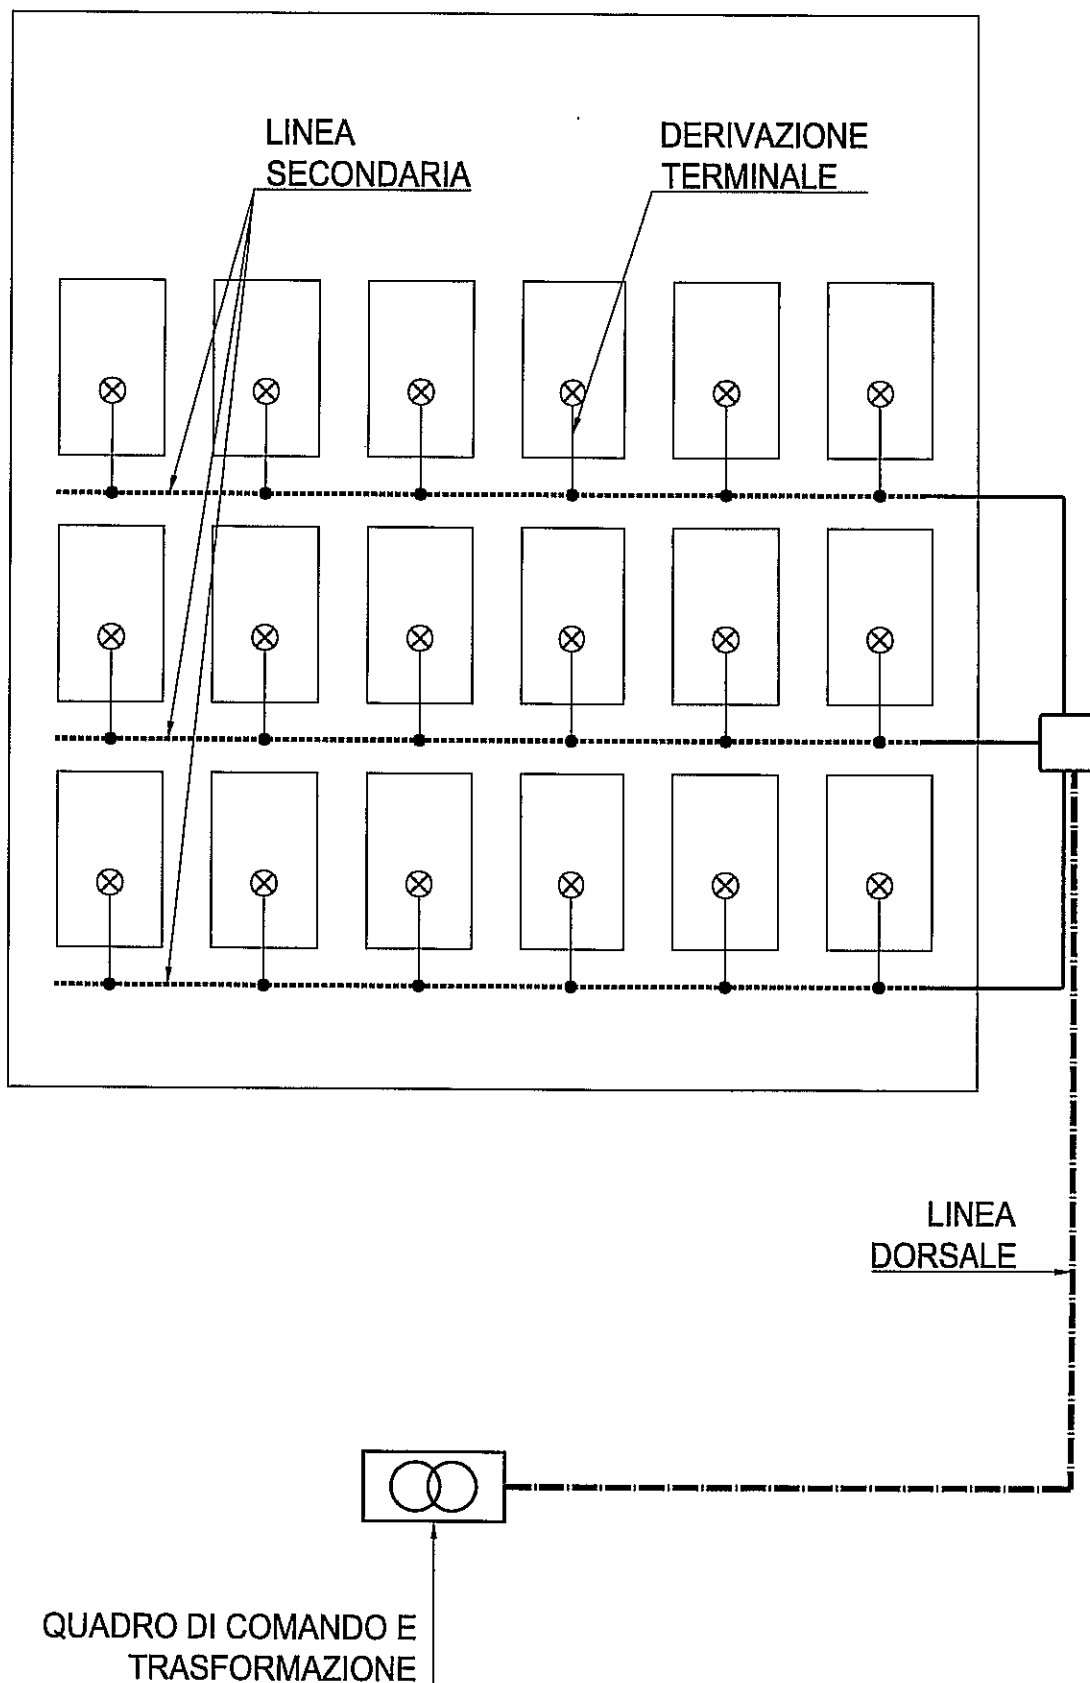 LINEA
SECONDARIA
DERIVAZIONE
TERMINALE
LINEA
DORSALE
QUADRO DI COMANDO E
TRASFORMAZIONE